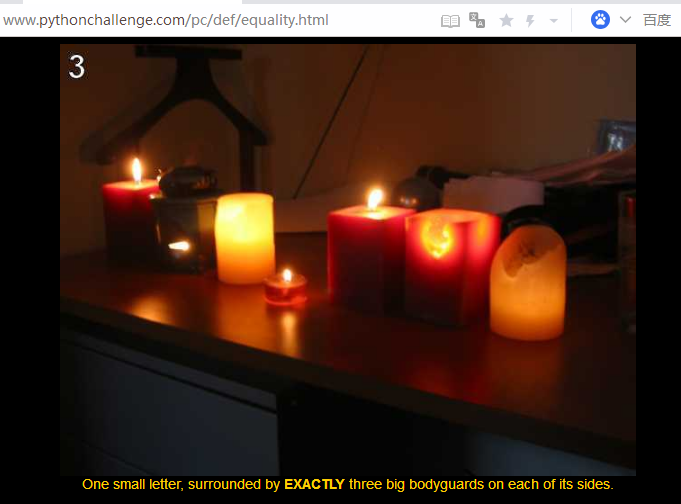 www.pythonchallenge.com/pc/def/equality.html 百度
3
One small letter, surrounded by EXACTLY three big bodyguards on each of its sides.